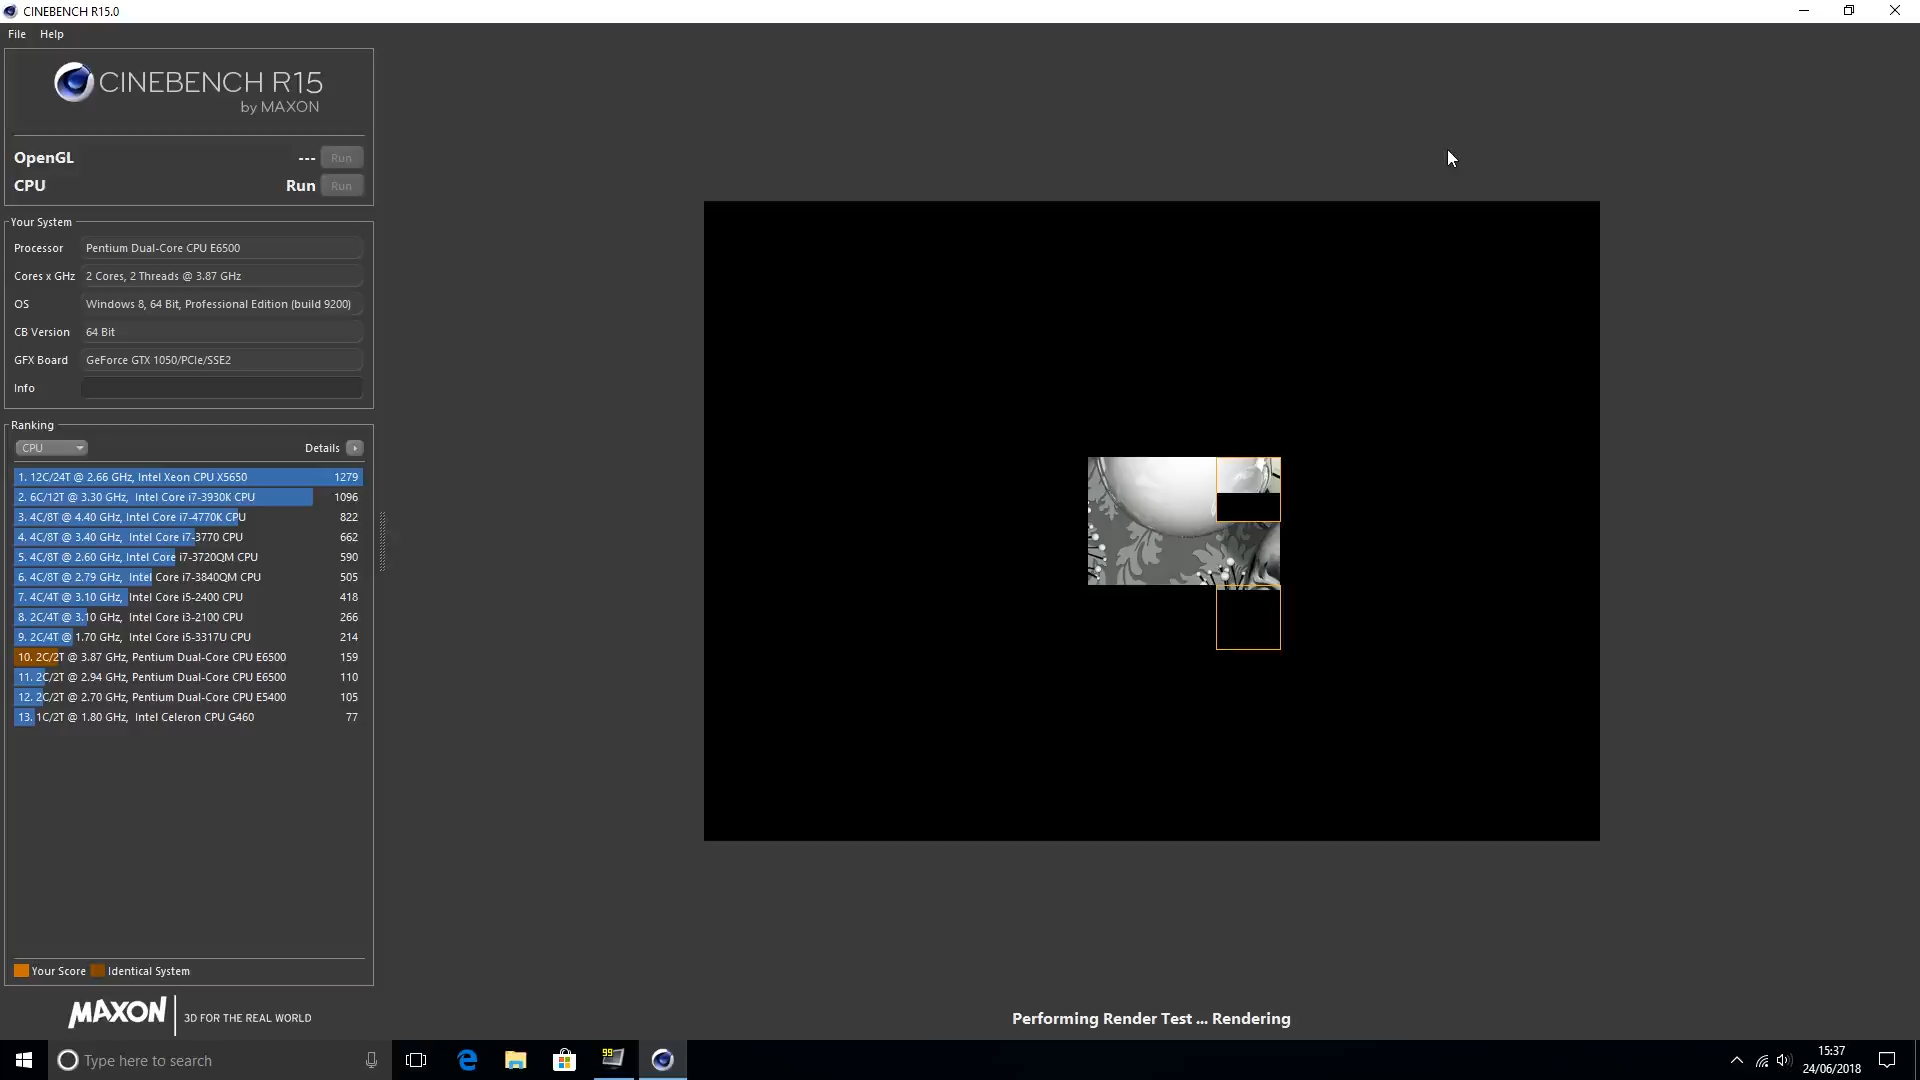 CINEBENCH R15.0
File Help
CINEBENCH R15
by MAXON
OpenGL --- Run
CPU Run Run
Your System
Processor Pentium Dual-Core CPU E6500
Cores x GHz 2 Cores, 2 Threads @ 3.87 GHz
OS Windows 8, 64 Bit, Professional Edition (build 9200)
CB Version 64 Bit
GFX Board GeForce GTX 1050/PCIe/SSE2
Info
Ranking
CPU Details
1. 12C/24T @ 2.66 GHz, Intel Xeon CPU X5650 1279
2. 6C/12T @ 3.30 GHz, Intel Core i7-3930K CPU 1096
3. 4C/8T @ 4.40 GHz, Intel Core i7-4770K CPU 822
4. 4C/8T @ 3.40 GHz, Intel Core i7-3770 CPU 662
5. 4C/8T @ 2.60 GHz, Intel Core i7-3720QM CPU 590
6. 4C/8T @ 2.79 GHz, Intel Core i7-3840QM CPU 505
7. 4C/4T @ 3.10 GHz, Intel Core i5-2400 CPU 418
8. 2C/4T @ 3.10 GHz, Intel Core i3-2100 CPU 266
9. 2C/4T @ 1.70 GHz, Intel Core i5-3317U CPU 214
10. 2C/2T @ 3.87 GHz, Pentium Dual-Core CPU E6500 159
11. 2C/2T @ 2.94 GHz, Pentium Dual-Core CPU E6500 110
12. 2C/2T @ 2.70 GHz, Pentium Dual-Core CPU E5400 105
13. 1C/2T @ 1.80 GHz, Intel Celeron CPU G460 77
Your Score Identical System
MAXON 3D FOR THE REAL WORLD
Performing Render Test ... Rendering
Type here to search
99
15:37
24/06/2018